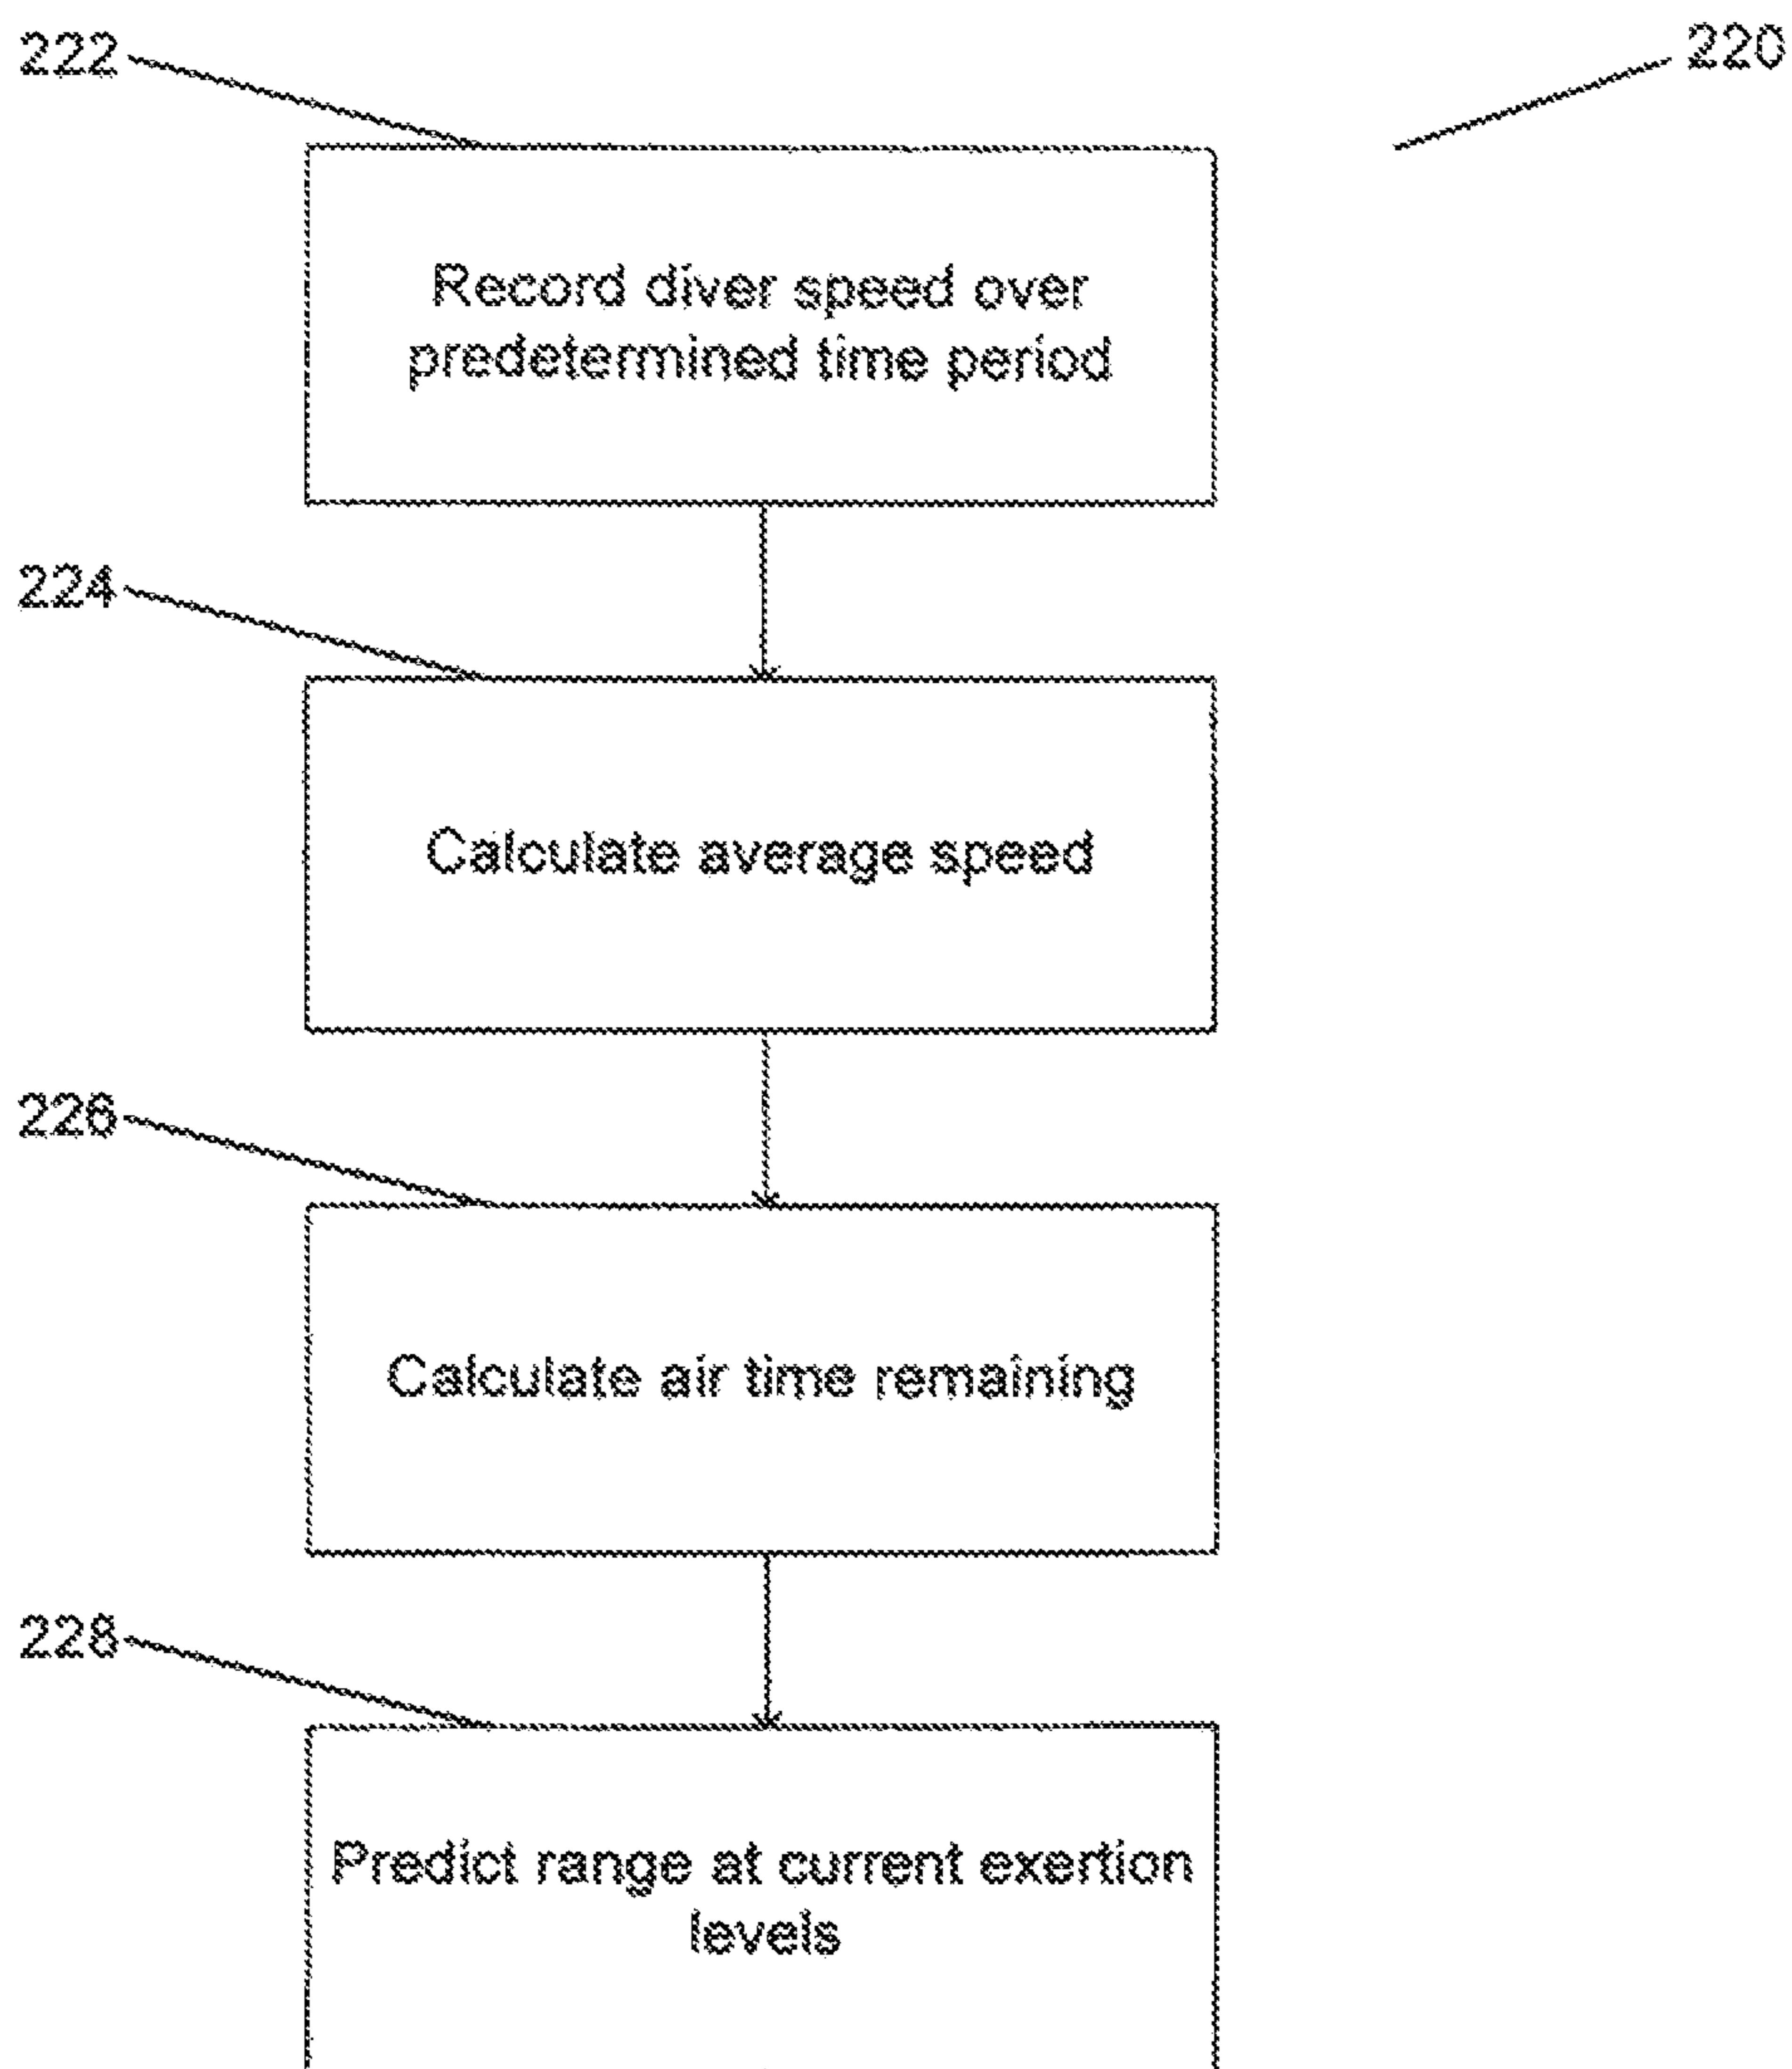 222
220
Record diver speed over
predetermined time period
224
Calculate average speed
226
Calculate air time remaining
228
Predict range at current exertion
levels